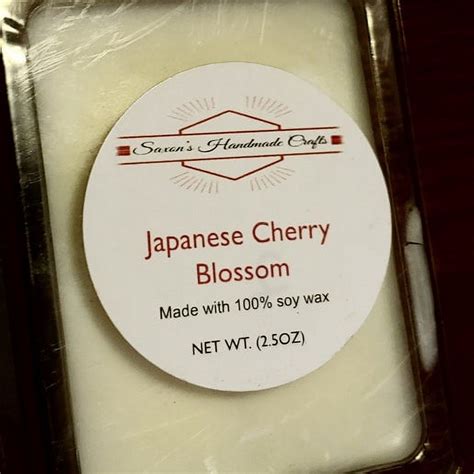 Saxon's Handmade Crafts
Japanese Cherry
Blossom
Made with 100% soy wax
NET WT. (2.5OZ)